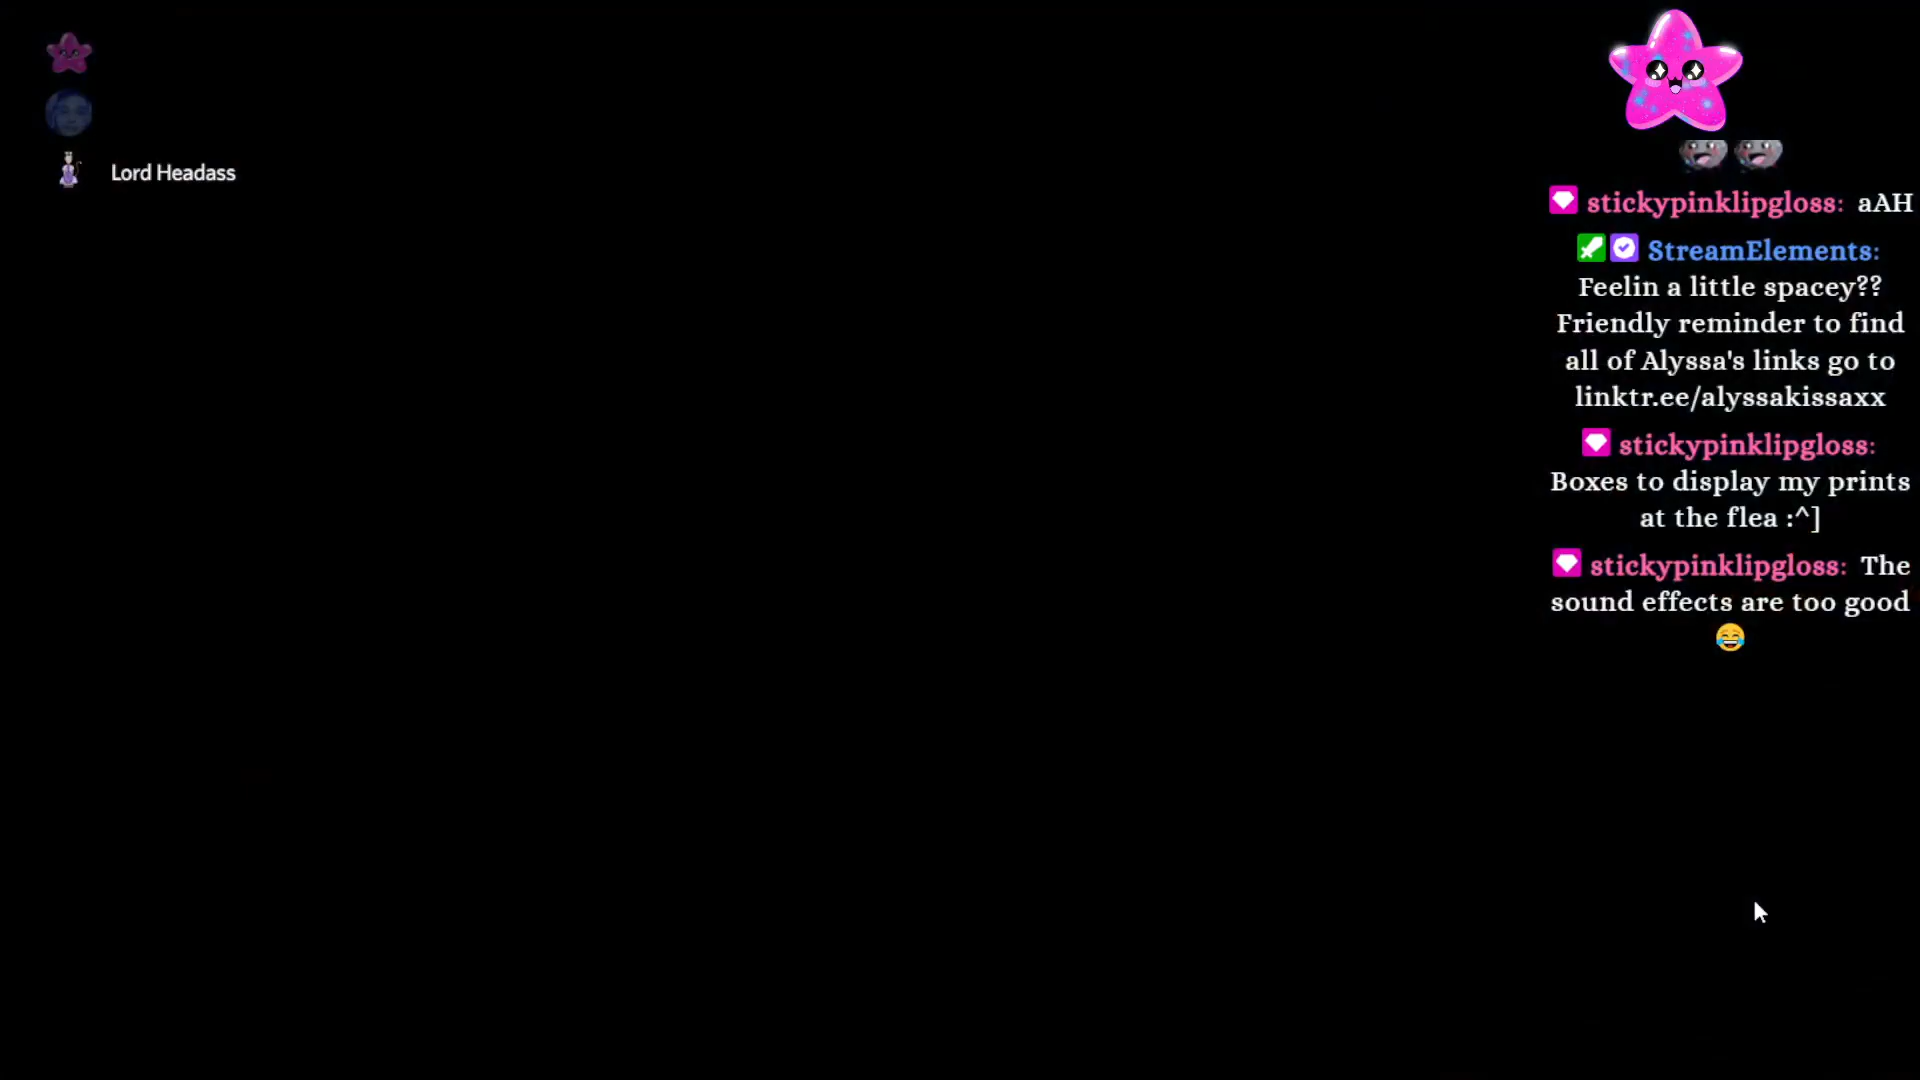 Lord Headass
stickypinklipgloss: aAH
StreamElements:
Feelin a little spacey??
Friendly reminder to find
all of Alyssa's links go to
linktr.ee/alyssakissaxx
stickypinklipgloss:
Boxes to display my prints
at the flea :^]
stickypinklipgloss: The
sound effects are too good
😂